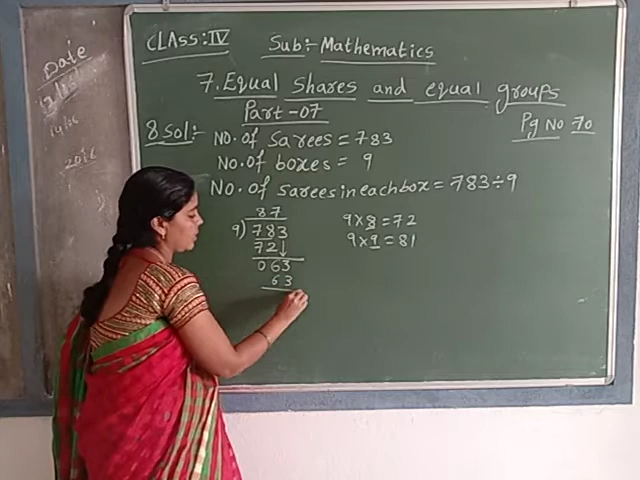 CLASS:IV Sub:- Mathematics
7. Equal Shares and equal groups
Part-07
Pg No 70
8 Sol:- NO. of Sarees = 783
NO. of boxes = 9
NO. of Sarees in each box = 783÷9
87
9) 783
72↓
063
63
9×8=72
9×9=81
Date